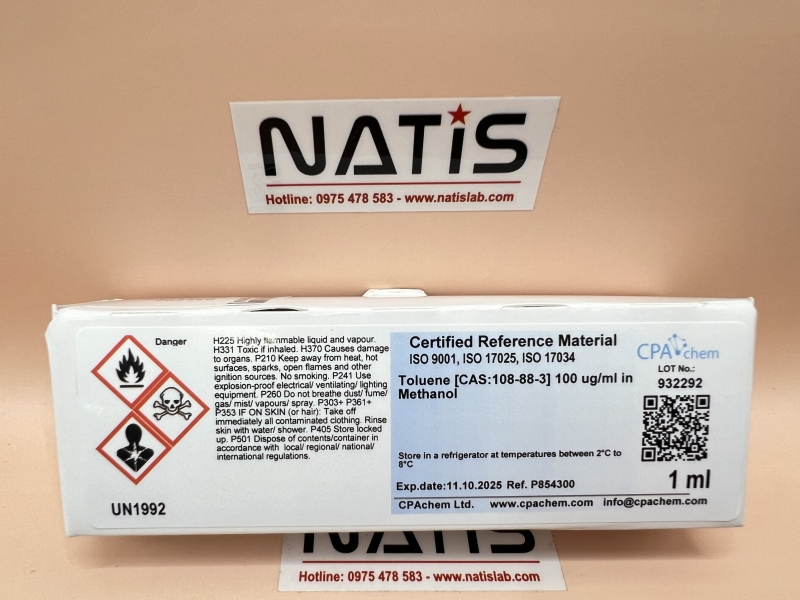 NATIS
Hotline: 0975 478 583 - www.natislab.com
Danger
H225 Highly flammable liquid and vapour.
H331 Toxic if inhaled. H370 Causes damage
to organs. P210 Keep away from heat, hot
surfaces, sparks, open flames and other
ignition sources. No smoking. P241 Use
explosion-proof electrical/ ventilating/ lighting
equipment. P260 Do not breathe dust/ fume/
gas/ mist/ vapours/ spray. P303+ P361+
P353 IF ON SKIN (or hair): Take off
immediately all contaminated clothing. Rinse
skin with water/ shower. P405 Store locked
up. P501 Dispose of contents/container in
accordance with local/ regional/ national/
international regulations.
UN1992
Certified Reference Material
ISO 9001, ISO 17025, ISO 17034
Toluene [CAS:108-88-3] 100 ug/ml in
Methanol
Store in a refrigerator at temperatures between 2°C to
8°C
Exp.date:11.10.2025 Ref. P854300
CPAchem
LOT No.:
932292
1 ml
CPAchem Ltd. www.cpachem.com info@cpachem.com
NATIS
Hotline: 0975 478 583 - www.natislab.com